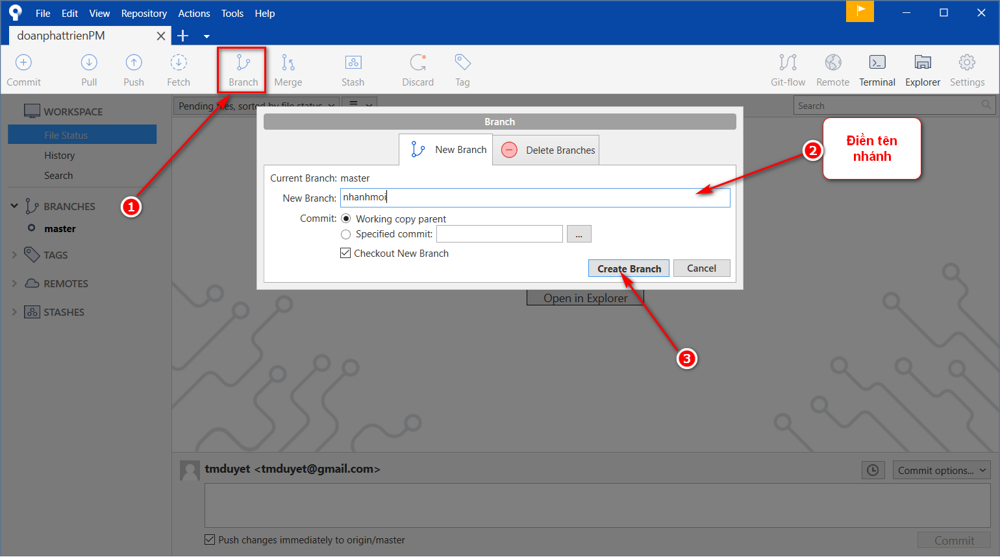 File Edit View Repository Actions Tools Help
doanphattrienPM
Commit Pull Push Fetch Branch Merge Stash Discard Tag Git-flow Remote Terminal Explorer Settings
WORKSPACE
File Status
History
Search
BRANCHES
master
TAGS
REMOTES
STASHES
Pending files, sorted by file status
Search
Branch
New Branch Delete Branches
Current Branch: master
New Branch: nhanhmoi
Commit: Working copy parent
Specified commit: ...
Checkout New Branch
Create Branch Cancel
Open in Explorer
1
2
Điền tên
nhánh
3
tmduyet <tmduyet@gmail.com>
Commit options...
Push changes immediately to origin/master
Commit